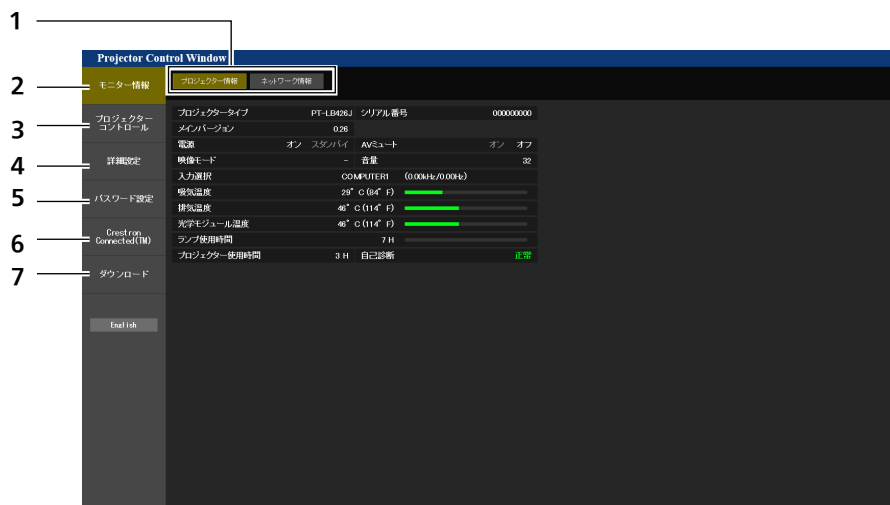 1
Projector Control Window
2
モニター情報
プロジェクター情報 ネットワーク情報
3
プロジェクター
コントロール
4
詳細設定
5
パスワード設定
6
Crestron
Connected(TM)
7
ダウンロード
English
プロジェクタータイプ PT-LB426J シリアル番号 000000000
メインバージョン 0.26
電源 オン スタンバイ AVミュート オン オフ
映像モード - 音量 32
入力選択 COMPUTER1 (0.00kHz/0.00Hz)
吸気温度 29° C (84° F)
排気温度 46° C (114° F)
光学モジュール温度 46° C (114° F)
ランプ使用時間 7 H
プロジェクター使用時間 3 H 自己診断 正常